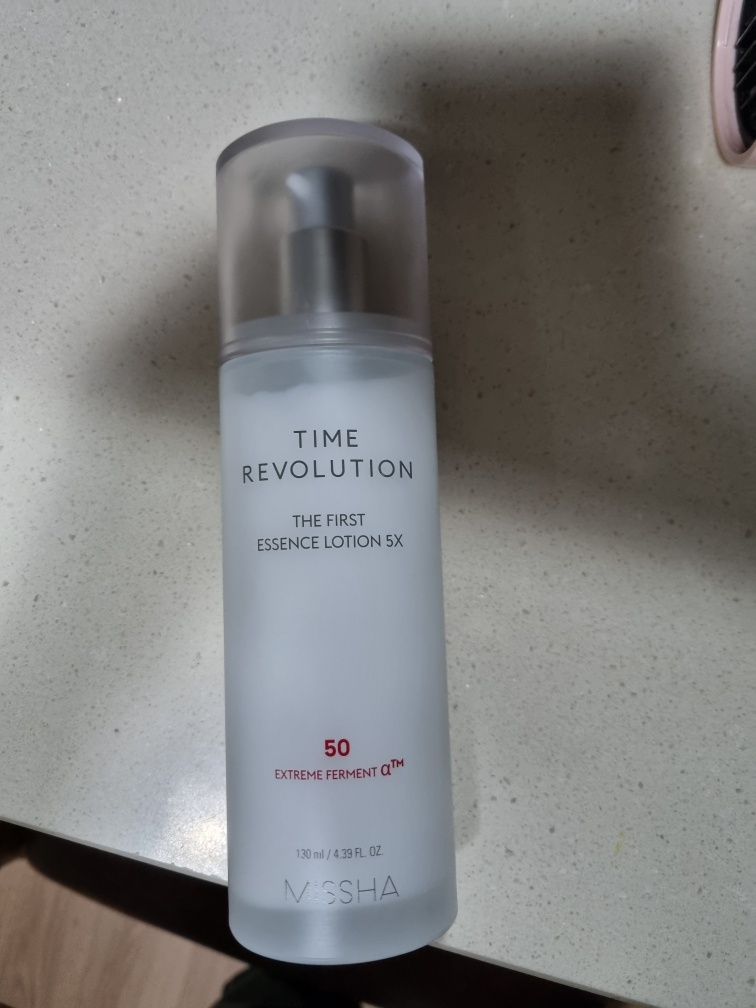 TIME
REVOLUTION
THE FIRST
ESSENCE LOTION 5X
50
EXTREME FERMENT α™
130 ml / 4.39 FL. OZ.
MISSHA